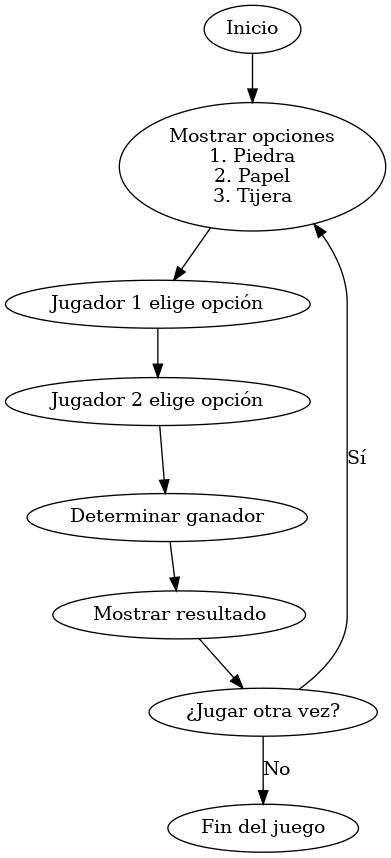 Inicio
Mostrar opciones
1. Piedra
2. Papel
3. Tijera
Jugador 1 elige opción
Jugador 2 elige opción
Determinar ganador
Sí
Mostrar resultado
¿Jugar otra vez?
No
Fin del juego